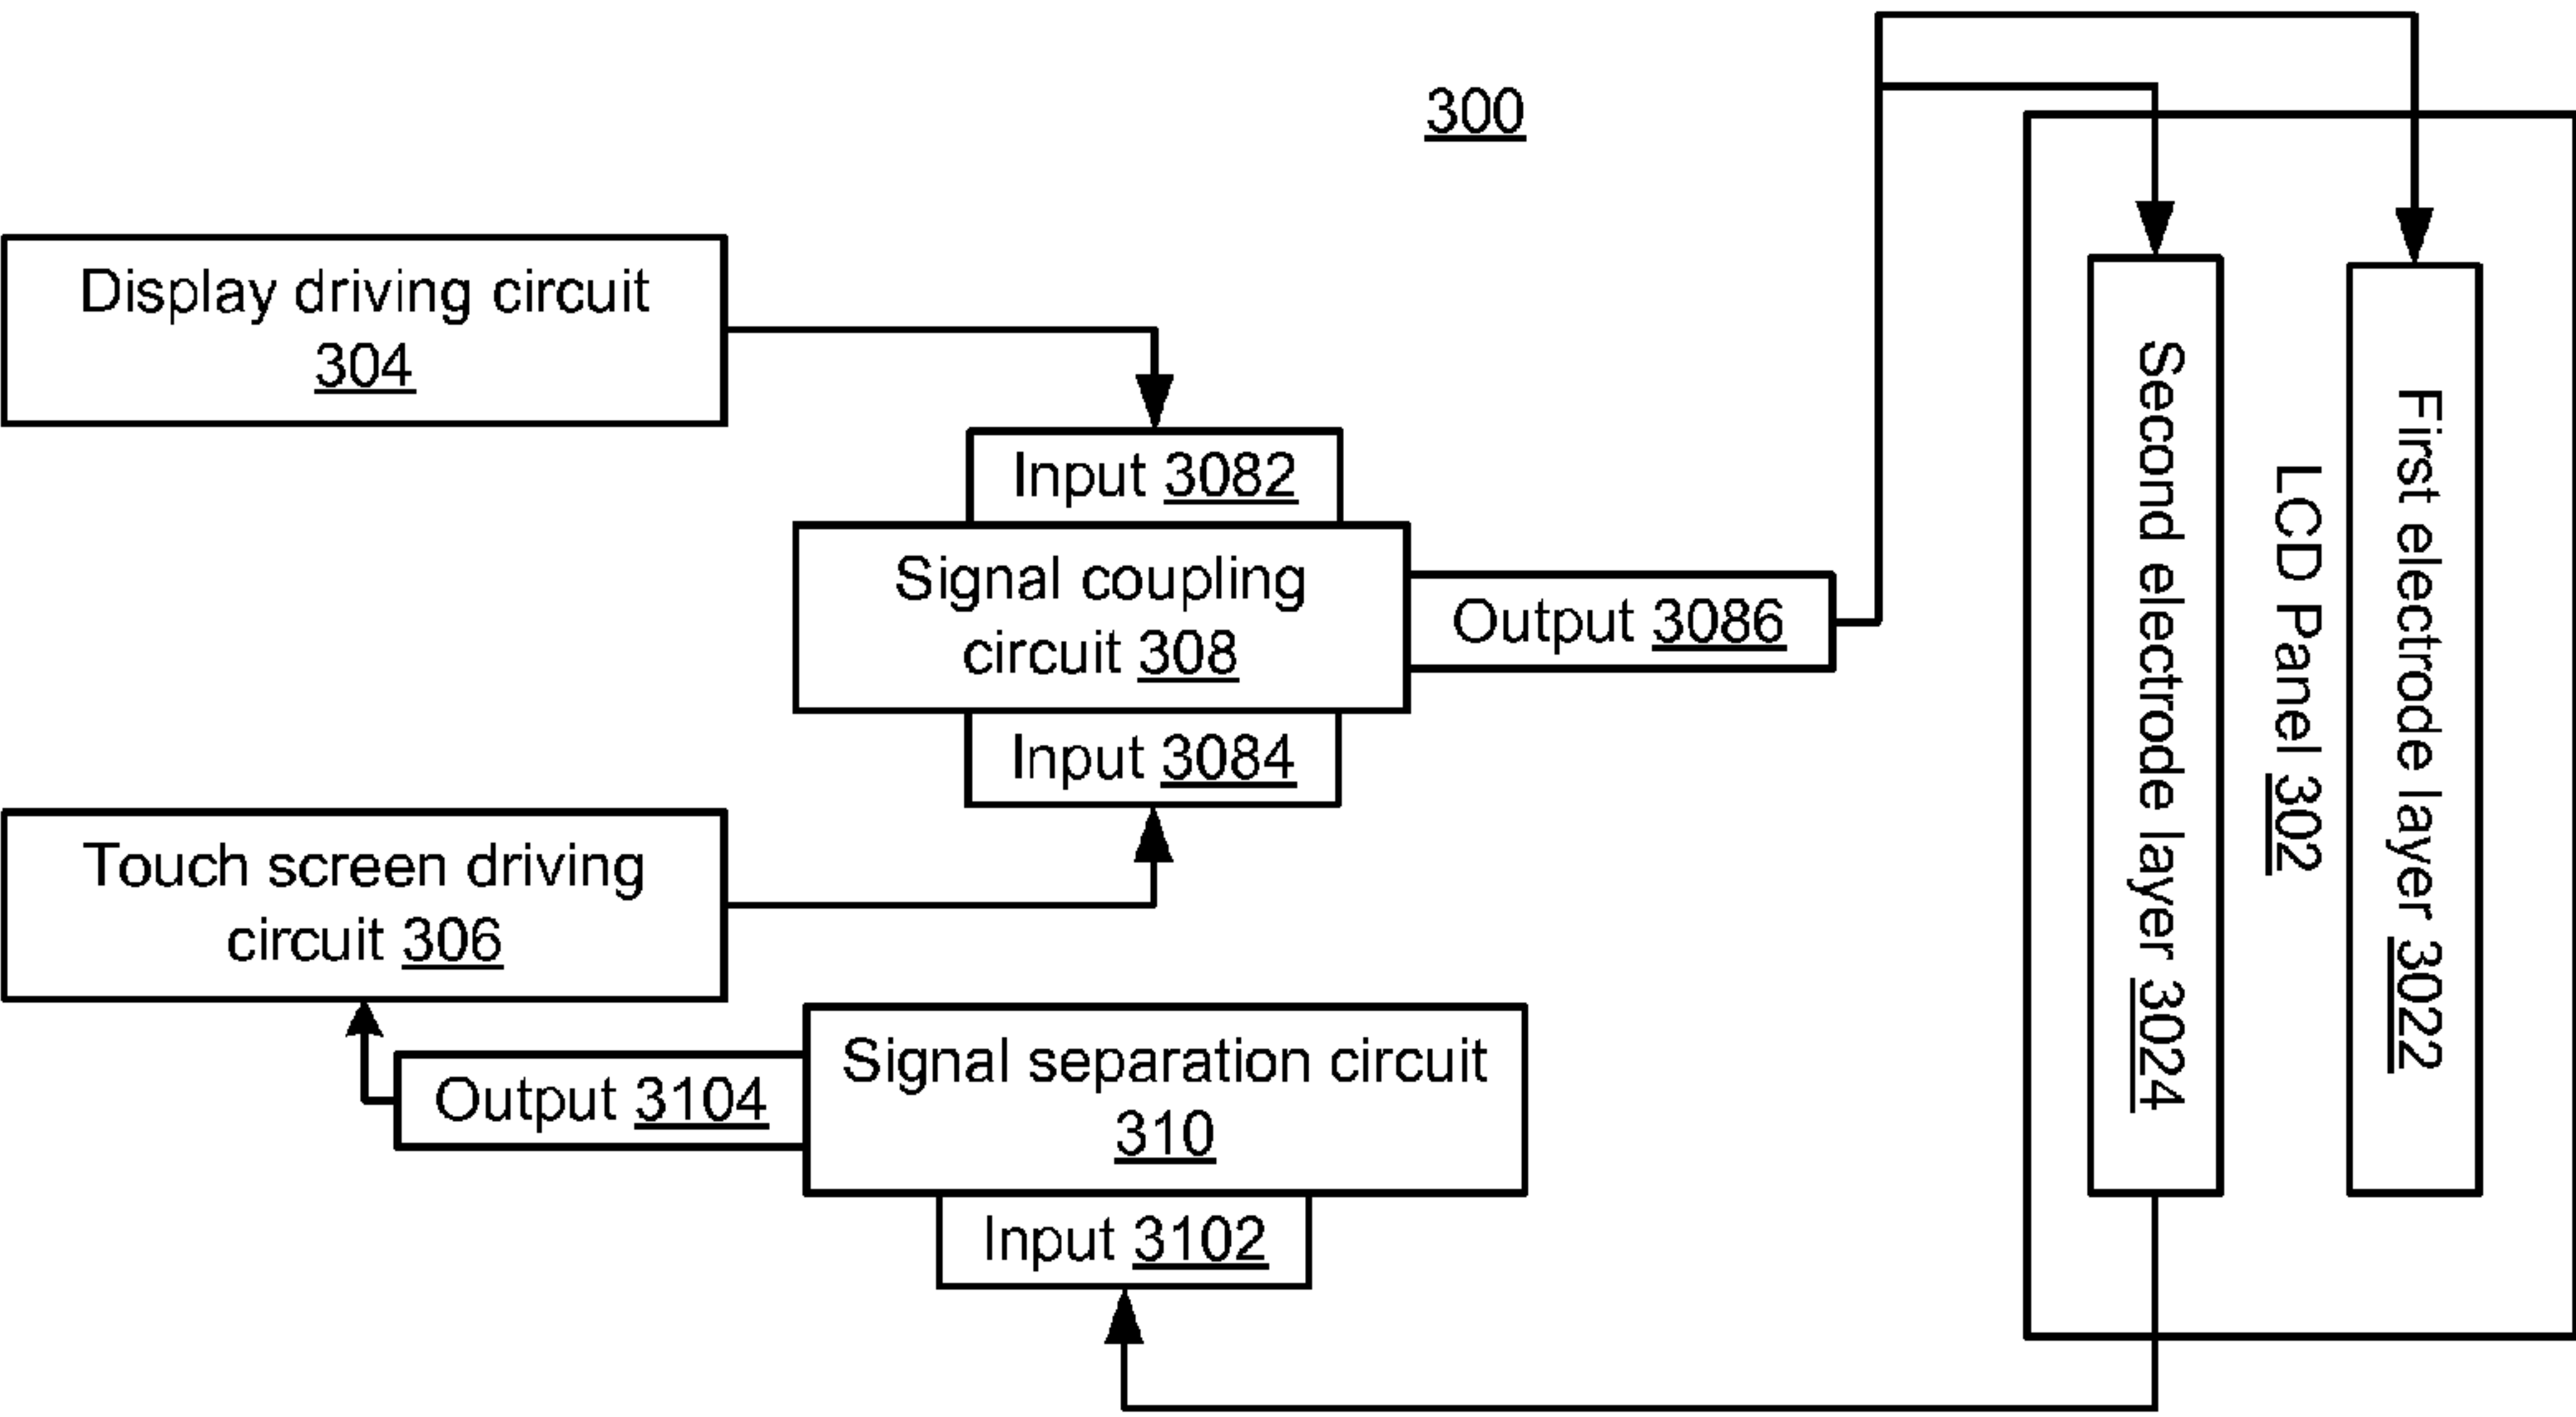 300
Display driving circuit
304
Input 3082
Signal coupling
circuit 308
Output 3086
Input 3084
Touch screen driving
circuit 306
Signal separation circuit
310
Output 3104
Input 3102
Second electrode layer 3024
LCD Panel 302
First electrode layer 3022